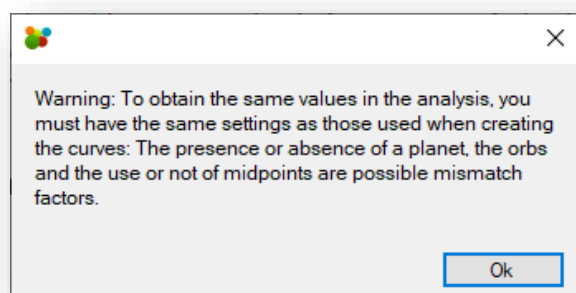 Warning: To obtain the same values in the analysis, you
must have the same settings as those used when creating
the curves: The presence or absence of a planet, the orbs
and the use or not of midpoints are possible mismatch
factors.
Ok